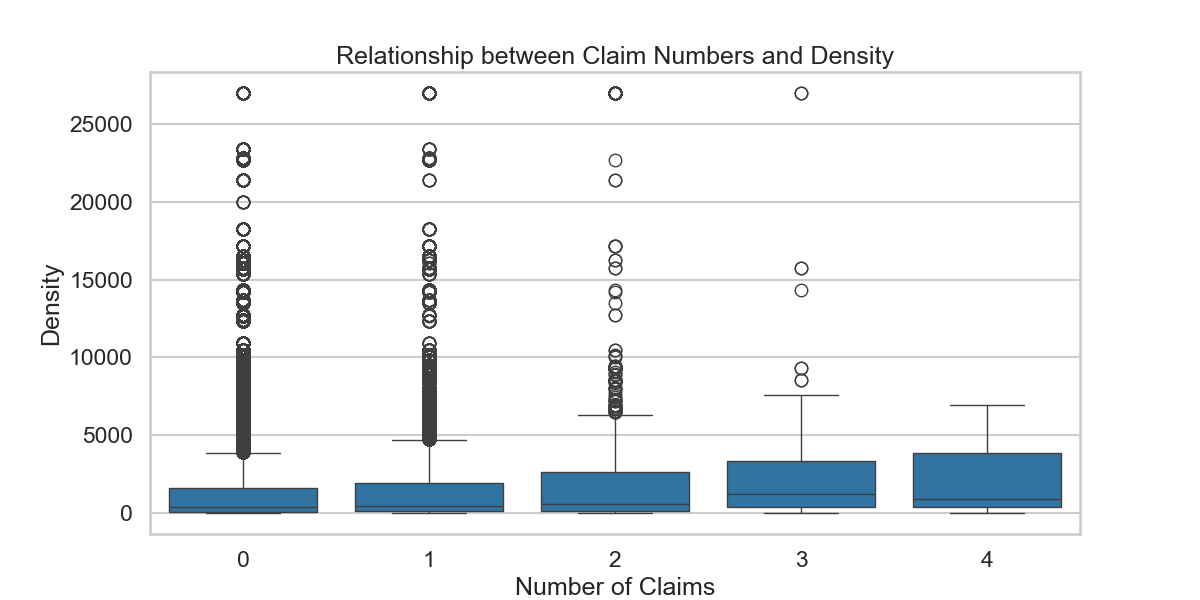 Relationship between Claim Numbers and Density
25000
20000
15000
10000
5000
0
Density
0 1 2 3 4
Number of Claims